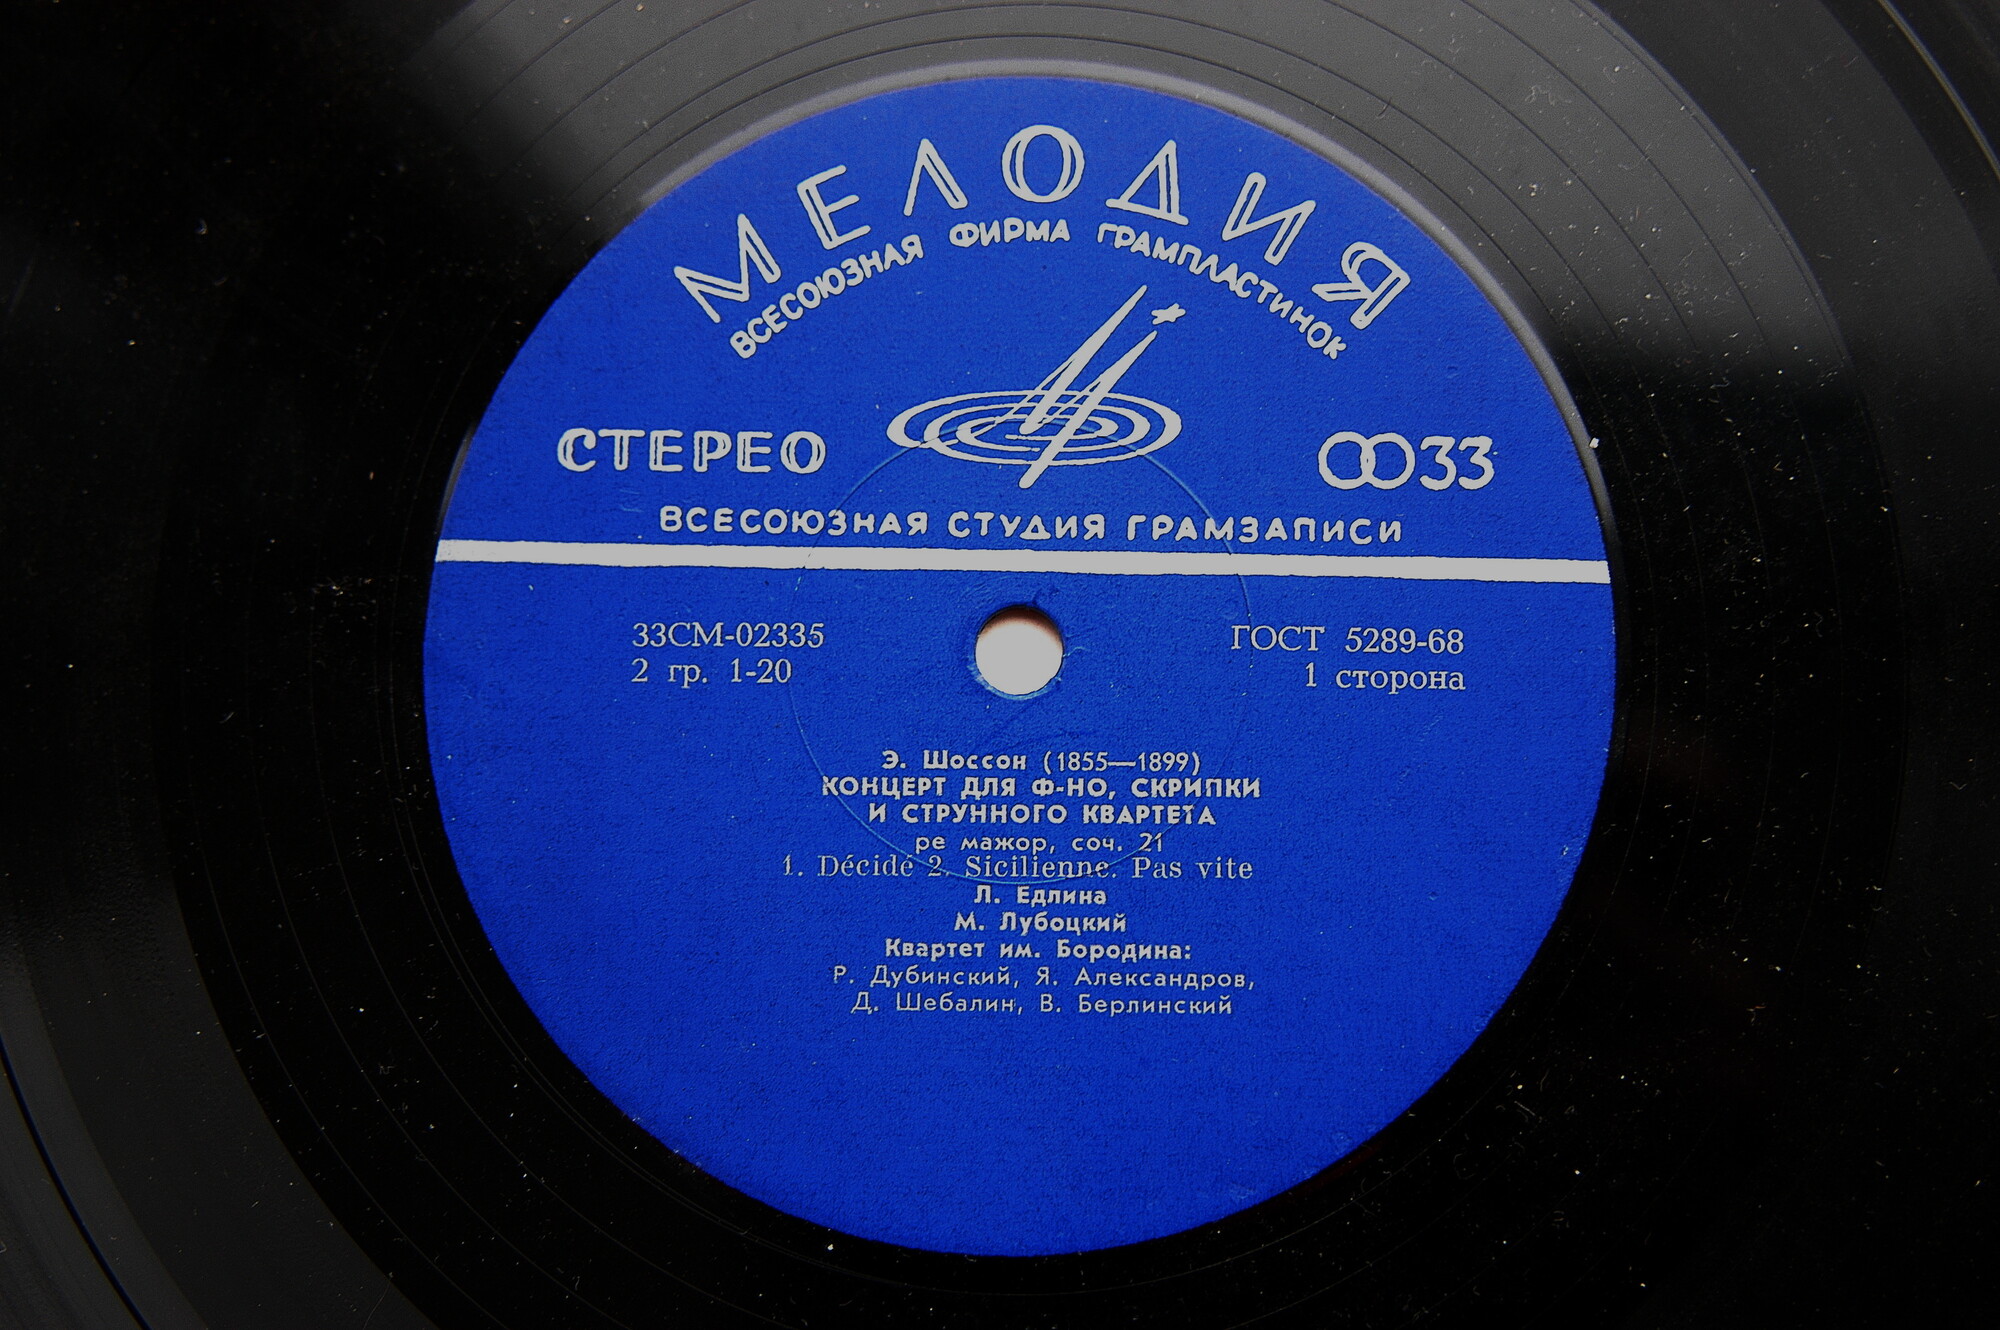 МЕЛОДИЯ
ВСЕСОЮЗНАЯ ФИРМА ГРАМПЛАСТИНОК
СТЕРЕО
33
ВСЕСОЮЗНАЯ СТУДИЯ ГРАМЗАПИСИ
33СМ-02335
2 гр. 1-20
ГОСТ 5289-68
1 сторона
Э. Шоссон (1855—1899)
КОНЦЕРТ ДЛЯ Ф-НО, СКРИПКИ
И СТРУННОГО КВАРТЕТА
ре мажор, соч. 21
1. Décidé 2. Sicilienne. Pas vite
Л. Едлина
М. Лубоцкий
Квартет им. Бородина:
Р. Дубинский, Я. Александров,
Д. Шебалин, В. Берлинский